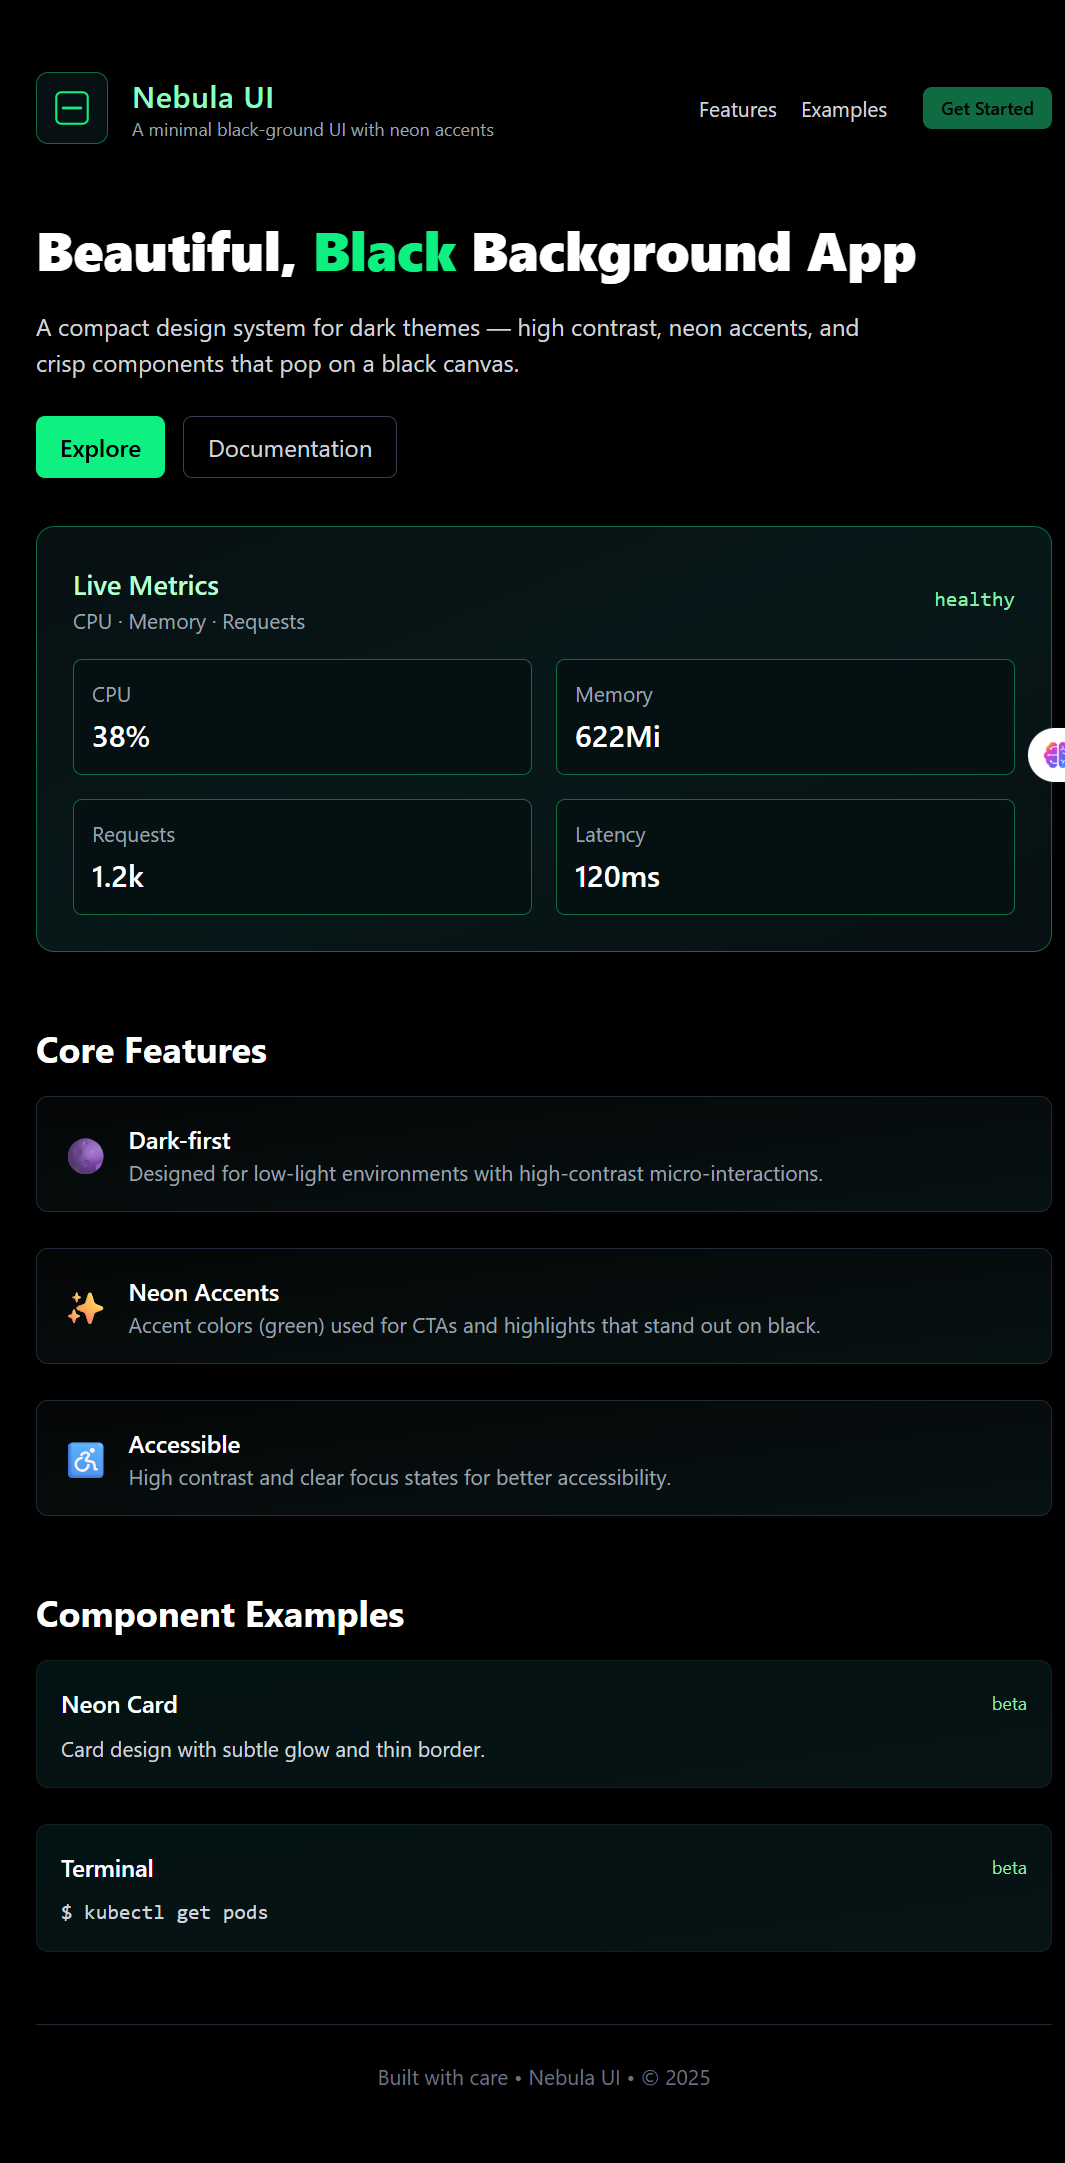 Nebula UI
A minimal black-ground UI with neon accents
Features
Examples
Get Started
Beautiful, Black Background App
A compact design system for dark themes — high contrast, neon accents, and
crisp components that pop on a black canvas.
Explore
Documentation
Live Metrics
CPU · Memory · Requests
healthy
CPU
38%
Memory
622Mi
Requests
1.2k
Latency
120ms
Core Features
Dark-first
Designed for low-light environments with high-contrast micro-interactions.
Neon Accents
Accent colors (green) used for CTAs and highlights that stand out on black.
Accessible
High contrast and clear focus states for better accessibility.
Component Examples
Neon Card
beta
Card design with subtle glow and thin border.
Terminal
beta
$ kubectl get pods
Built with care • Nebula UI • © 2025